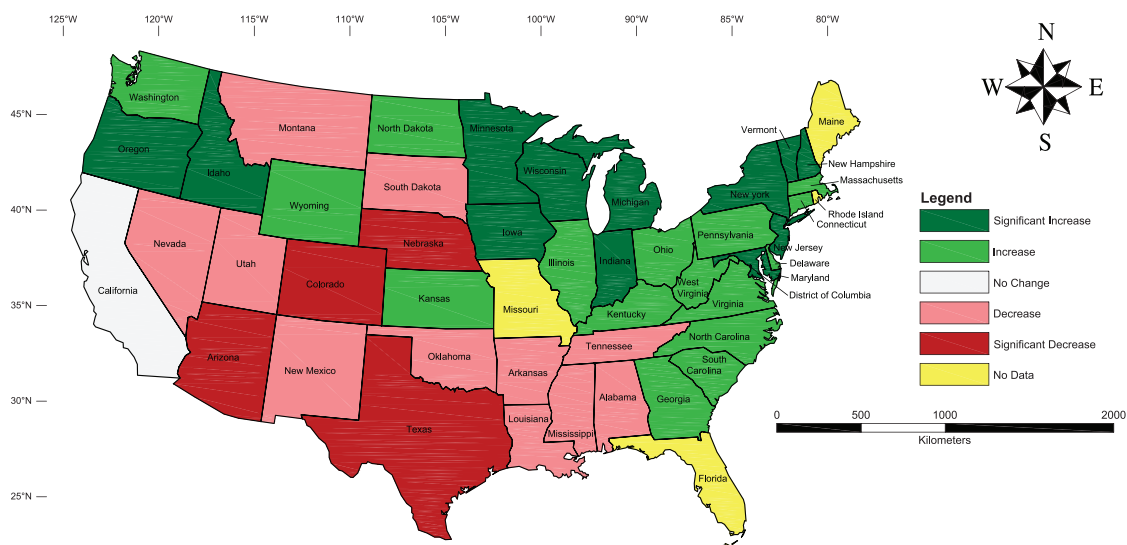 125°W
120°W
115°W
110°W
105°W
100°W
95°W
90°W
85°W
80°W
N
W
E
S
45°N
40°N
35°N
30°N
25°N
Washington
Oregon
Idaho
Montana
North Dakota
Minnesota
Wisconsin
Michigan
Vermont
Maine
New Hampshire
Massachusetts
New york
Rhode Island
Connecticut
South Dakota
Wyoming
Nebraska
Iowa
Illinois
Indiana
Ohio
Pennsylvania
New Jersey
Delaware
Maryland
District of Columbia
West
Virginia
Virginia
California
Nevada
Utah
Colorado
Kansas
Missouri
Kentucky
Tennessee
North Carolina
South
Carolina
Arizona
New Mexico
Oklahoma
Arkansas
Texas
Louisiana
Mississippi
Alabama
Georgia
Florida
Legend
Significant Increase
Increase
No Change
Decrease
Significant Decrease
No Data
0
500
1000
2000
Kilometers